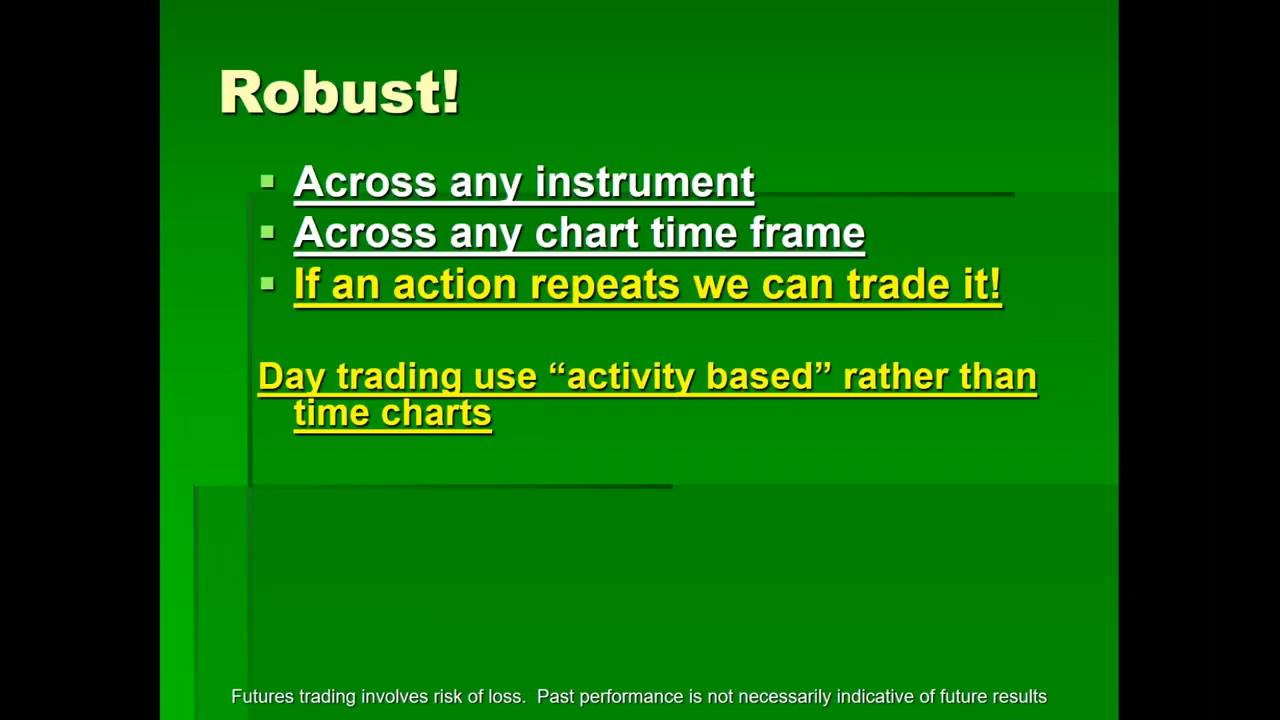 Robust!
Across any instrument
Across any chart time frame
If an action repeats we can trade it!
Day trading use “activity based” rather than
time charts
Futures trading involves risk of loss.  Past performance is not necessarily indicative of future results